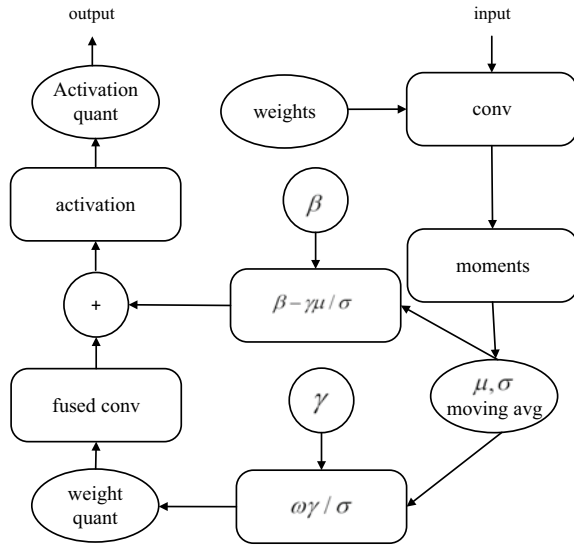 output
input
Activation
quant
weights
conv
activation
β
moments
+
β − γμ / σ
fused conv
γ
μ, σ
moving avg
weight
quant
ωγ / σ